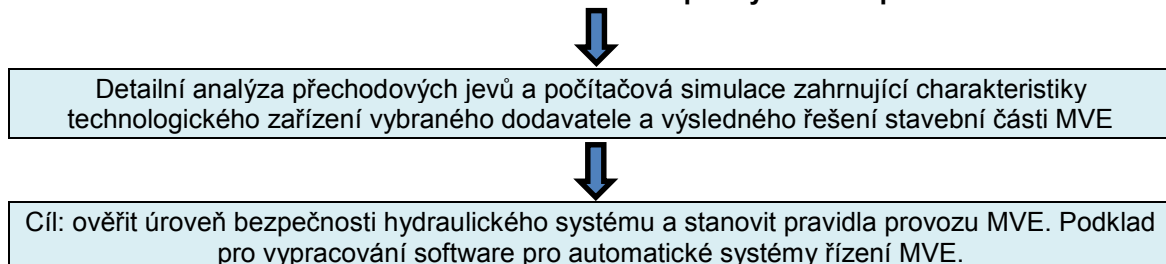 Detailní analýza přechodových jevů a počítačová simulace zahrnující charakteristiky
technologického zařízení vybraného dodavatele a výsledného řešení stavební části MVE
Cíl: ověřit úroveň bezpečnosti hydraulického systému a stanovit pravidla provozu MVE. Podklad
pro vypracování software pro automatické systémy řízení MVE.